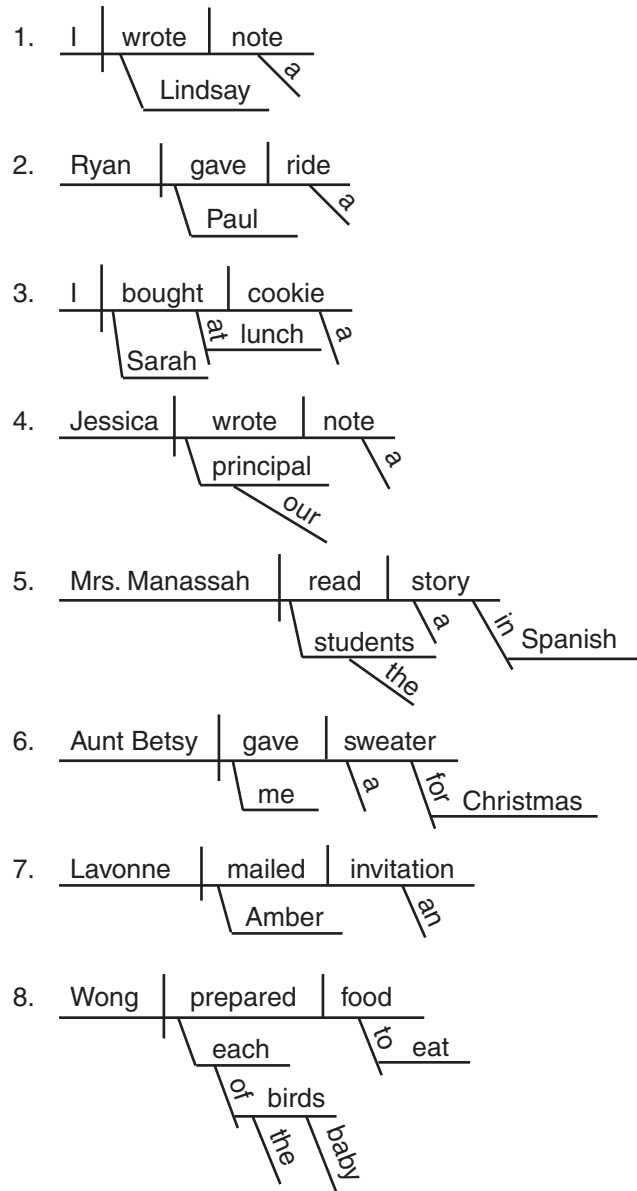 1. I wrote note
a
Lindsay
2. Ryan gave ride
a
Paul
3. I bought cookie
at lunch a
Sarah
4. Jessica wrote note
a
principal
our
5. Mrs. Manassah read story
a in
students Spanish
the
6. Aunt Betsy gave sweater
me a for Christmas
7. Lavonne mailed invitation
Amber an
8. Wong prepared food
each to eat
of birds
the baby